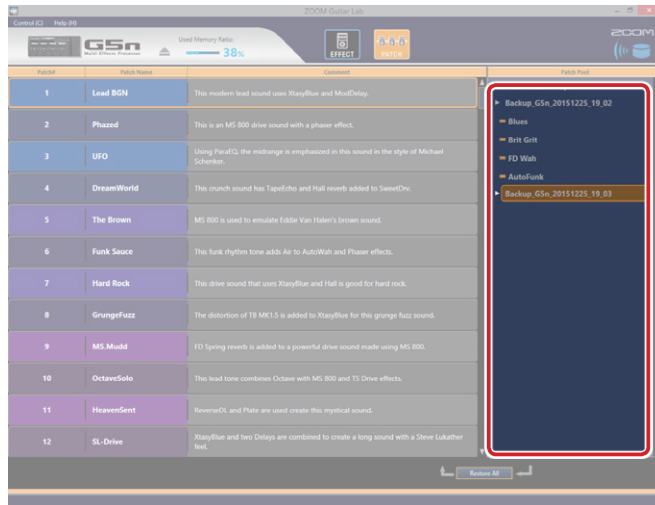 ZOOM Guitar Lab
Control (C) Help (H)
G5n
Multi-Effects Processor
Used Memory Ratio:
38%
EFFECT
PATCH
ZOOM
Patch#
Patch Name
Comment
Patch Pool
1
Lead BGN
This modern lead sound uses XtasyBlue and ModDelay.
2
Phazed
This is an MS 800 drive sound with a phaser effect.
3
UFO
Using ParaEQ, the midrange is emphasized in this sound in the style of Michael
Schenker.
4
DreamWorld
This crunch sound has TapeEcho and Hall reverb added to SweetDrv.
5
The Brown
MS 800 is used to emulate Eddie Van Halen's brown sound.
6
Funk Sauce
This funk rhythm tone adds Air to AutoWah and Phaser effects.
7
Hard Rock
This drive sound that uses XtasyBlue and Hall is good for hard rock.
8
GrungeFuzz
The distortion of TB MK1.5 is added to XtasyBlue for this grunge fuzz sound.
9
MS.Mudd
FD Spring reverb is added to a powerful drive sound made using MS 800.
10
OctaveSolo
This lead tone combines Octave with MS 800 and TS Drive effects.
11
HeavenSent
ReverseDL and Plate are used create this mystical sound.
12
SL-Drive
XtasyBlue and two Delays are combined to create a long sound with a Steve Lukather
feel.
Backup_G5n_20151225_19_02
Blues
Brit Grit
FD Wah
AutoFunk
Backup_G5n_20151225_19_03
Restore All